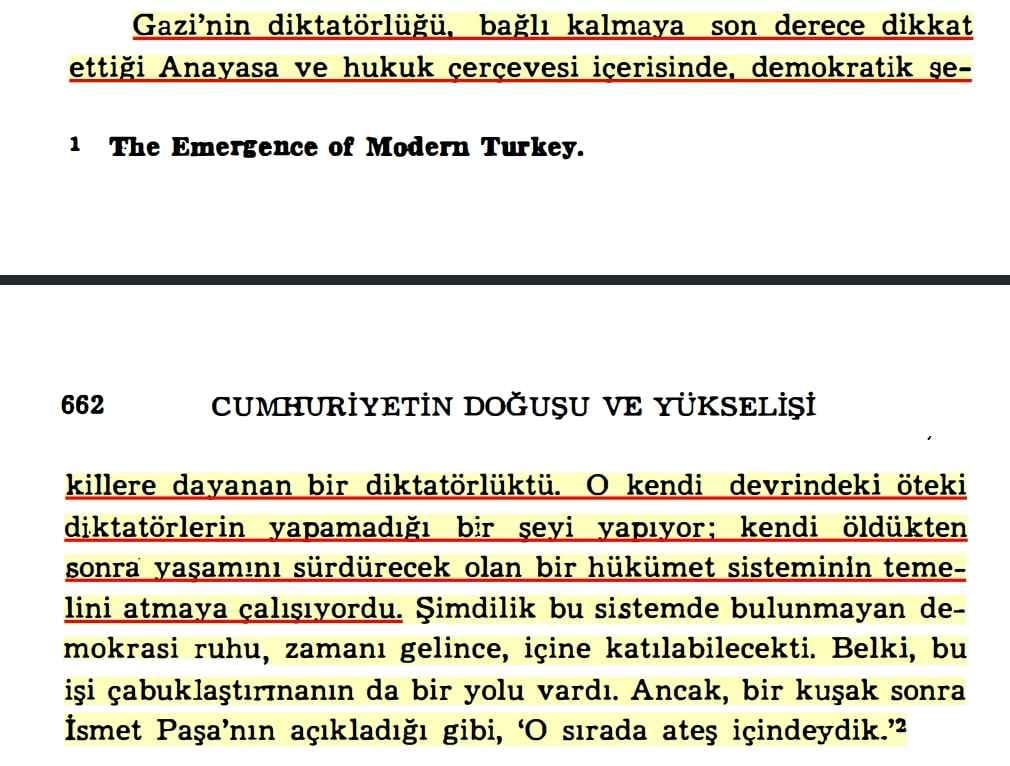 Gazi'nin diktatörlüğü, bağlı kalmaya son derece dikkat
ettiği Anayasa ve hukuk çerçevesi içerisinde, demokratik şe-
1 The Emergence of Modern Turkey.
662 CUMHURİYETİN DOĞUŞU VE YÜKSELİŞİ
killere dayanan bir diktatörlüktü. O kendi devrindeki öteki
diktatörlerin yapamadığı bir şeyi yapıyor; kendi öldükten
sonra yaşamını sürdürecek olan bir hükümet sisteminin teme-
lini atmaya çalışıyordu. Şimdilik bu sistemde bulunmayan de-
mokrasi ruhu, zamanı gelince, içine katılabilecekti. Belki, bu
işi çabuklaştırmanın da bir yolu vardı. Ancak, bir kuşak sonra
İsmet Paşa'nın açıkladığı gibi, 'O sırada ateş içindeydik.'2